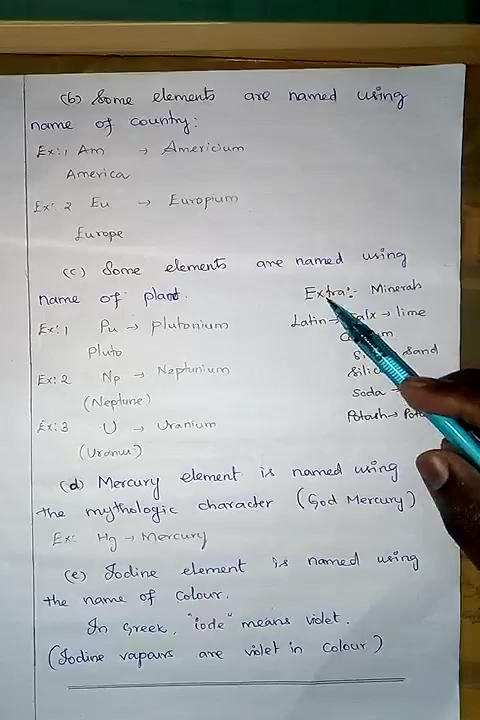 (b) Some elements are named using
name of country:
Ex: 1 Am → Americium
America
Ex: 2 Eu → Europium
Europe
(c) Some elements are named using
name of plant.
Extra:- Minerals
Ex: 1 Pu → plutonium
Latin → → lime
Pluto
Sand
Ex: 2 Np → Neptunium
(Neptune)
Soda
Potash →
Ex: 3 U → Uranium
(Uranus)
(d) Mercury element is named using
the mythologic character (God Mercury)
Ex: Hg → Mercury
(e) Iodine element is named using
the name of colour.
In Greek, "iode" means violet.
(Iodine vapours are violet in colour)